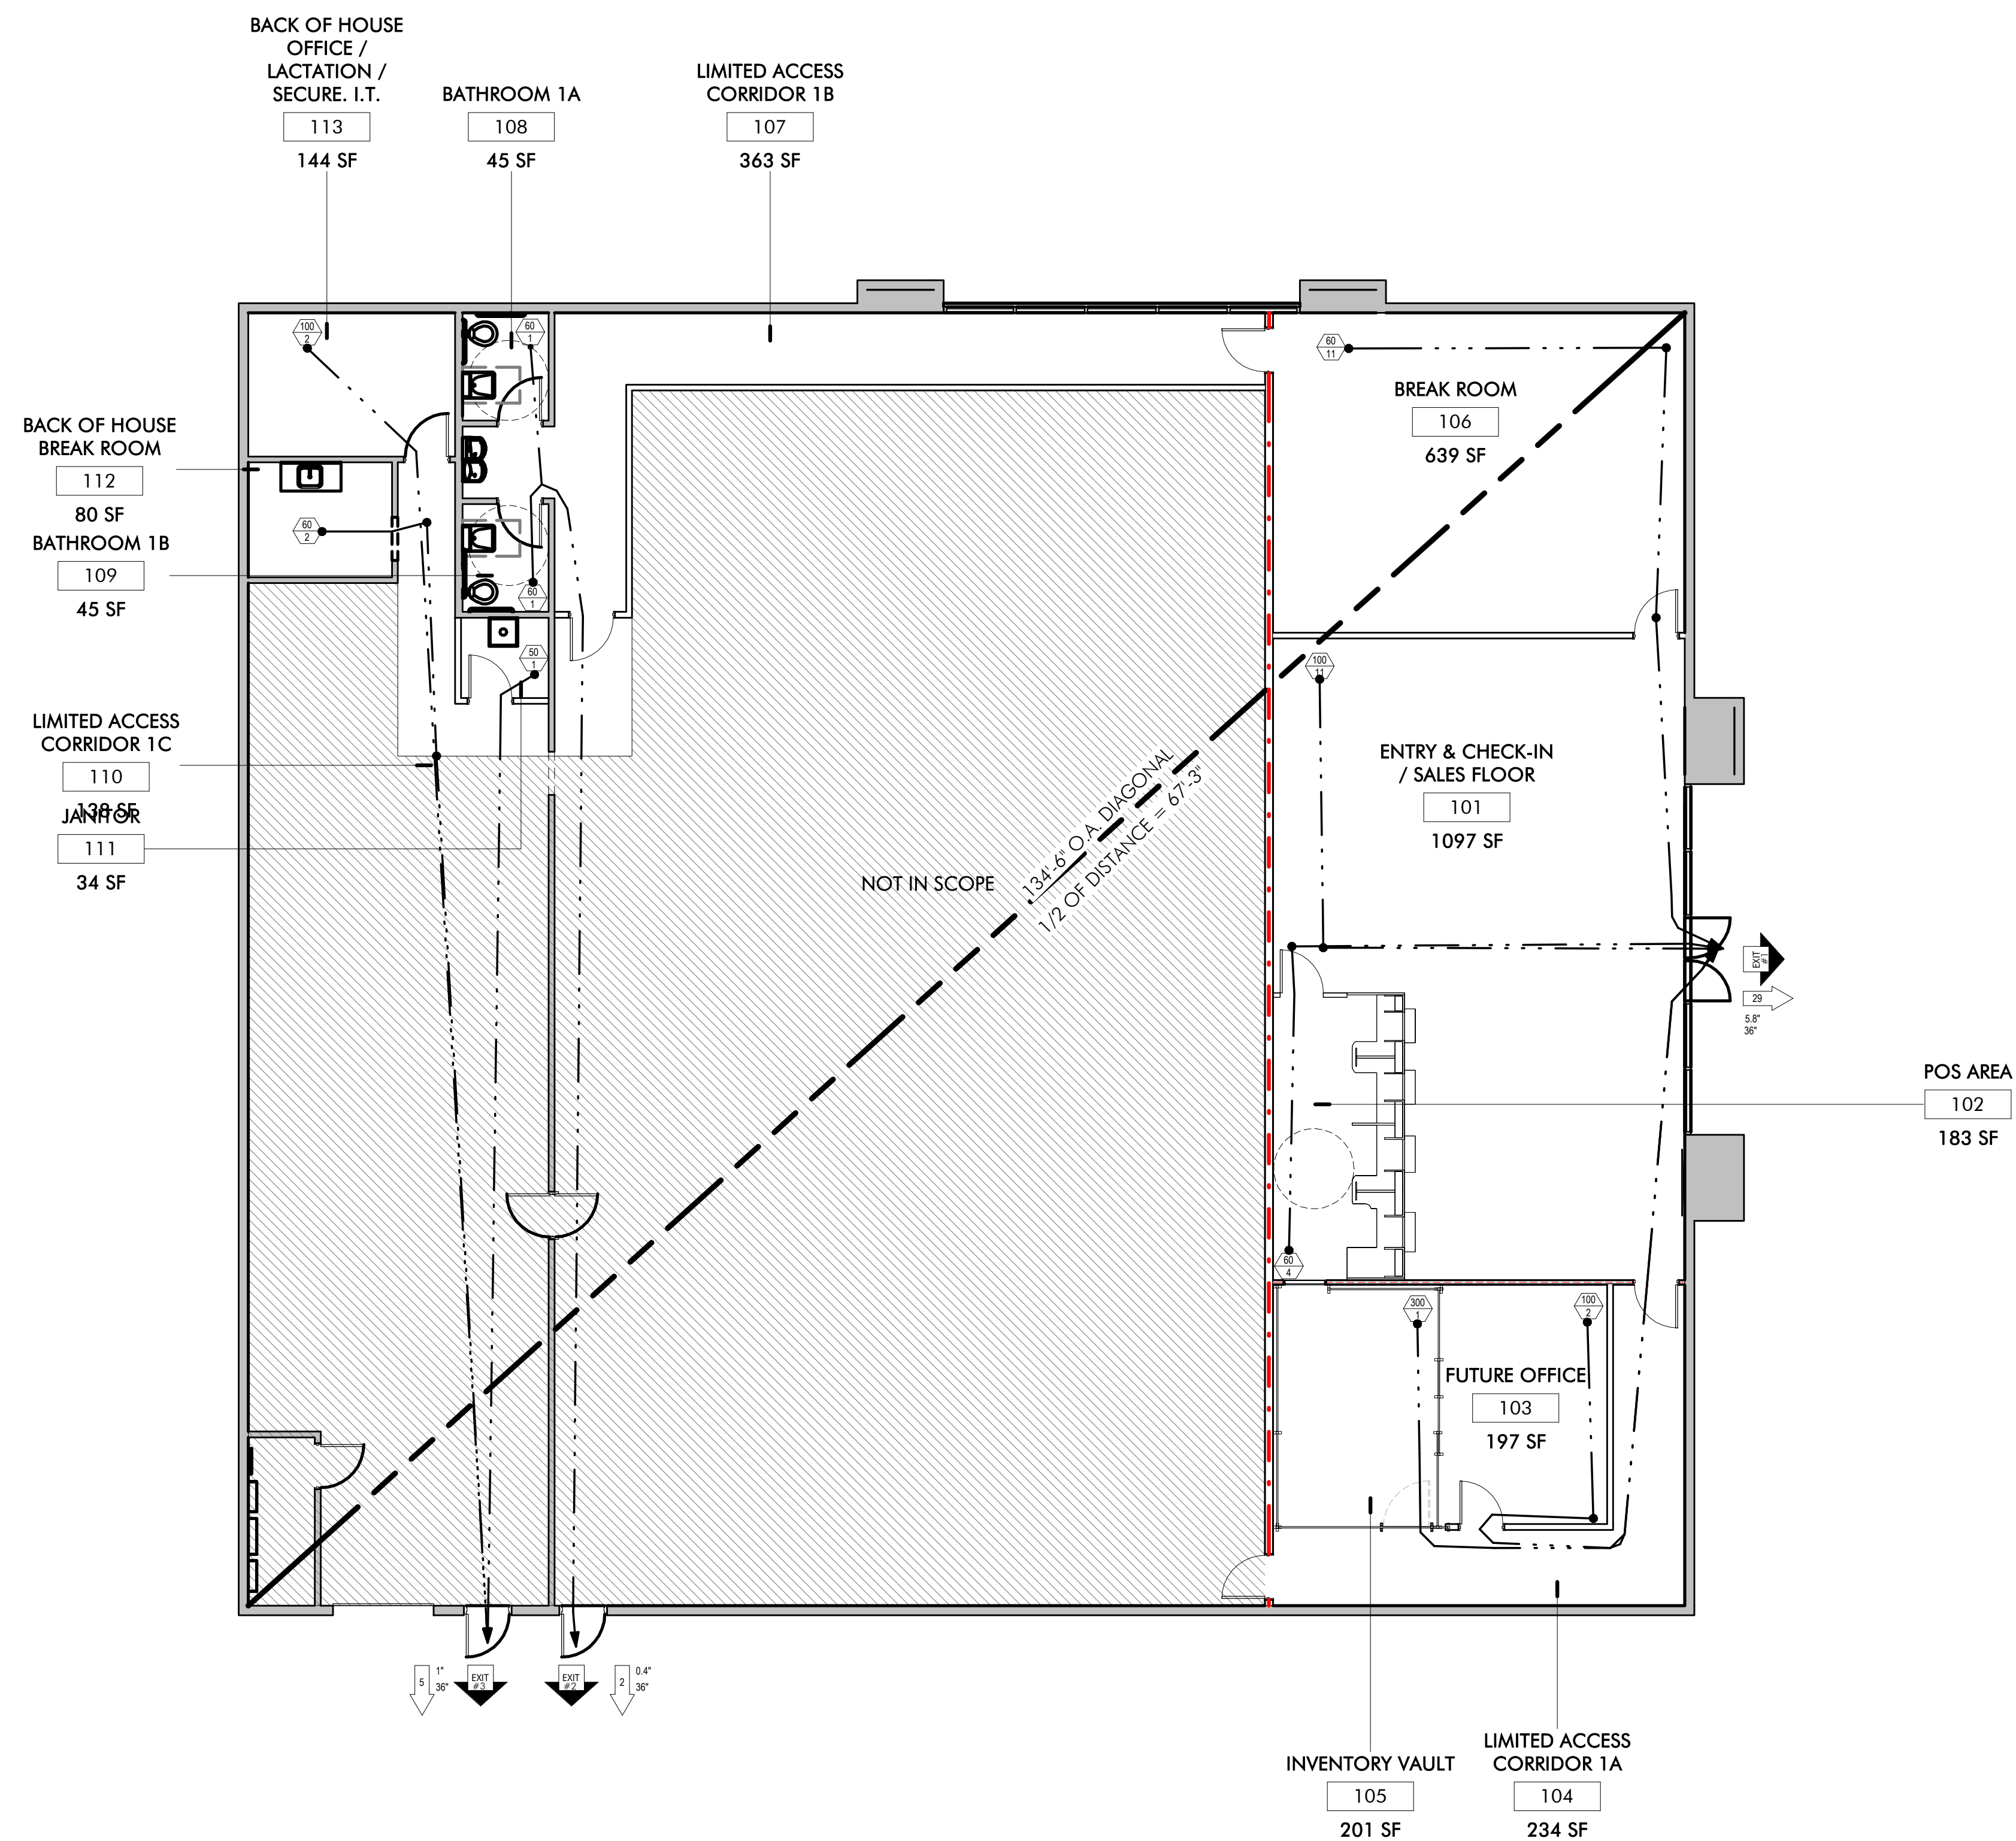 BACK OF HOUSE
OFFICE /
LACTATION /
SECURE. I.T.
113
144 SF
BATHROOM 1A
108
45 SF
LIMITED ACCESS
CORRIDOR 1B
107
363 SF
100
2
60
1
60
11
BREAK ROOM
106
639 SF
BACK OF HOUSE
BREAK ROOM
112
80 SF
60
2
BATHROOM 1B
109
45 SF
60
1
50
1
100
11
LIMITED ACCESS
CORRIDOR 1C
110
138 SF
JANITOR
111
34 SF
ENTRY & CHECK-IN
/ SALES FLOOR
101
1097 SF
NOT IN SCOPE
134'-6" O.A. DIAGONAL
1/2 OF DISTANCE = 67'-3"
EXIT
#1
29
5.8"
36"
POS AREA
102
183 SF
60
4
300
1
100
2
FUTURE OFFICE
103
197 SF
5
1"
36"
EXIT
#3
EXIT
#2
2
0.4"
36"
INVENTORY VAULT
105
201 SF
LIMITED ACCESS
CORRIDOR 1A
104
234 SF